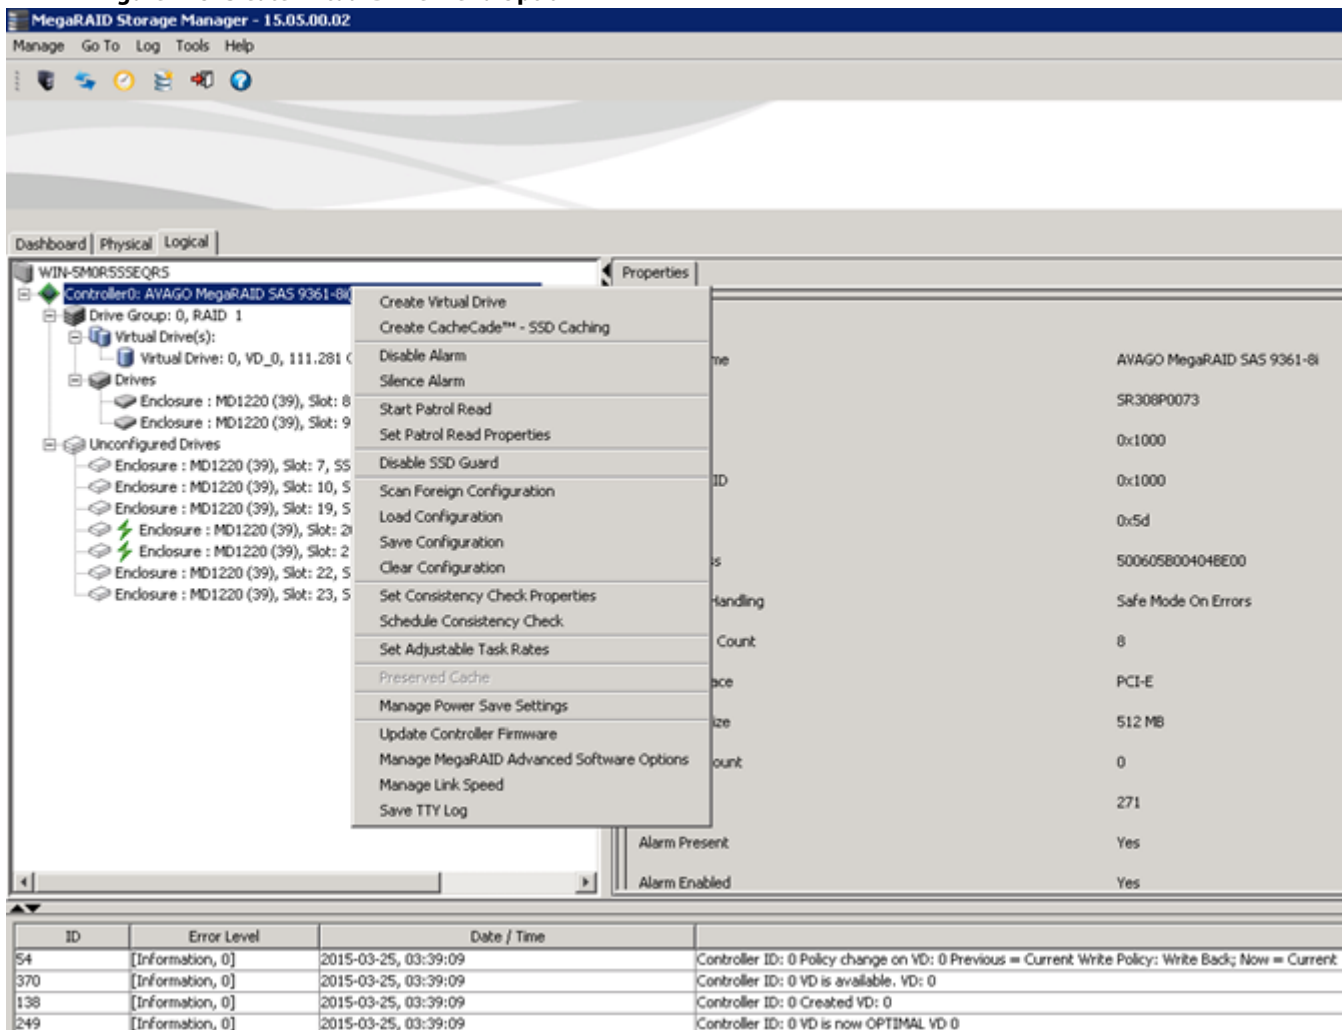 MegaRAID Storage Manager - 15.05.00.02
Manage Go To Log Tools Help
Dashboard Physical Logical
WIN-5M0R5SSEQRS
Properties
Controller0: AVAGO MegaRAID SAS 9361-8i(
Drive Group: 0, RAID 1
Virtual Drive(s):
Virtual Drive: 0, VD_0, 111.281 G
Drives
Enclosure : MD1220 (39), Slot: 8
Enclosure : MD1220 (39), Slot: 9
Unconfigured Drives
Enclosure : MD1220 (39), Slot: 7, SS
Enclosure : MD1220 (39), Slot: 10, S
Enclosure : MD1220 (39), Slot: 19, S
Enclosure : MD1220 (39), Slot: 2
Enclosure : MD1220 (39), Slot: 2
Enclosure : MD1220 (39), Slot: 22, S
Enclosure : MD1220 (39), Slot: 23, S
Create Virtual Drive
Create CacheCade™ - SSD Caching
Disable Alarm
Silence Alarm
Start Patrol Read
Set Patrol Read Properties
Disable SSD Guard
Scan Foreign Configuration
Load Configuration
Save Configuration
Clear Configuration
Set Consistency Check Properties
Schedule Consistency Check
Set Adjustable Task Rates
Preserved Cache
Manage Power Save Settings
Update Controller Firmware
Manage MegaRAID Advanced Software Options
Manage Link Speed
Save TTY Log
me AVAGO MegaRAID SAS 9361-8i
SR308P0073
0x1000
ID 0x1000
0x5d
s 500605B00404BE00
Handling Safe Mode On Errors
Count 8
ace PCI-E
ize 512 MB
ount 0
271
Alarm Present Yes
Alarm Enabled Yes
ID Error Level Date / Time
54 [Information, 0] 2015-03-25, 03:39:09 Controller ID: 0 Policy change on VD: 0 Previous = Current Write Policy: Write Back; Now = Current
370 [Information, 0] 2015-03-25, 03:39:09 Controller ID: 0 VD is available. VD: 0
138 [Information, 0] 2015-03-25, 03:39:09 Controller ID: 0 Created VD: 0
249 [Information, 0] 2015-03-25, 03:39:09 Controller ID: 0 VD is now OPTIMAL VD 0